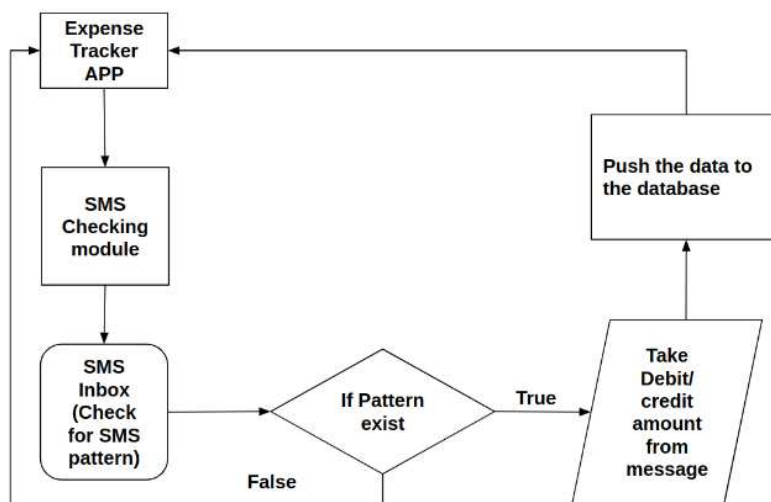 Expense
Tracker
APP
SMS
Checking
module
SMS
Inbox
(Check
for SMS
pattern)
If Pattern
exist
True
False
Take
Debit/
credit
amount
from
message
Push the data to
the database